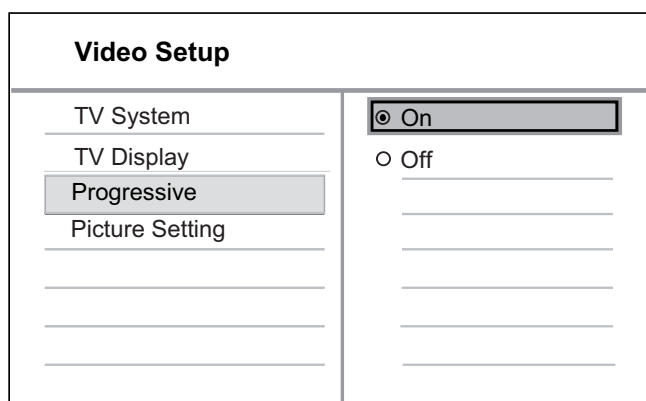 Video Setup
TV System
TV Display
Progressive
Picture Setting
On
Off